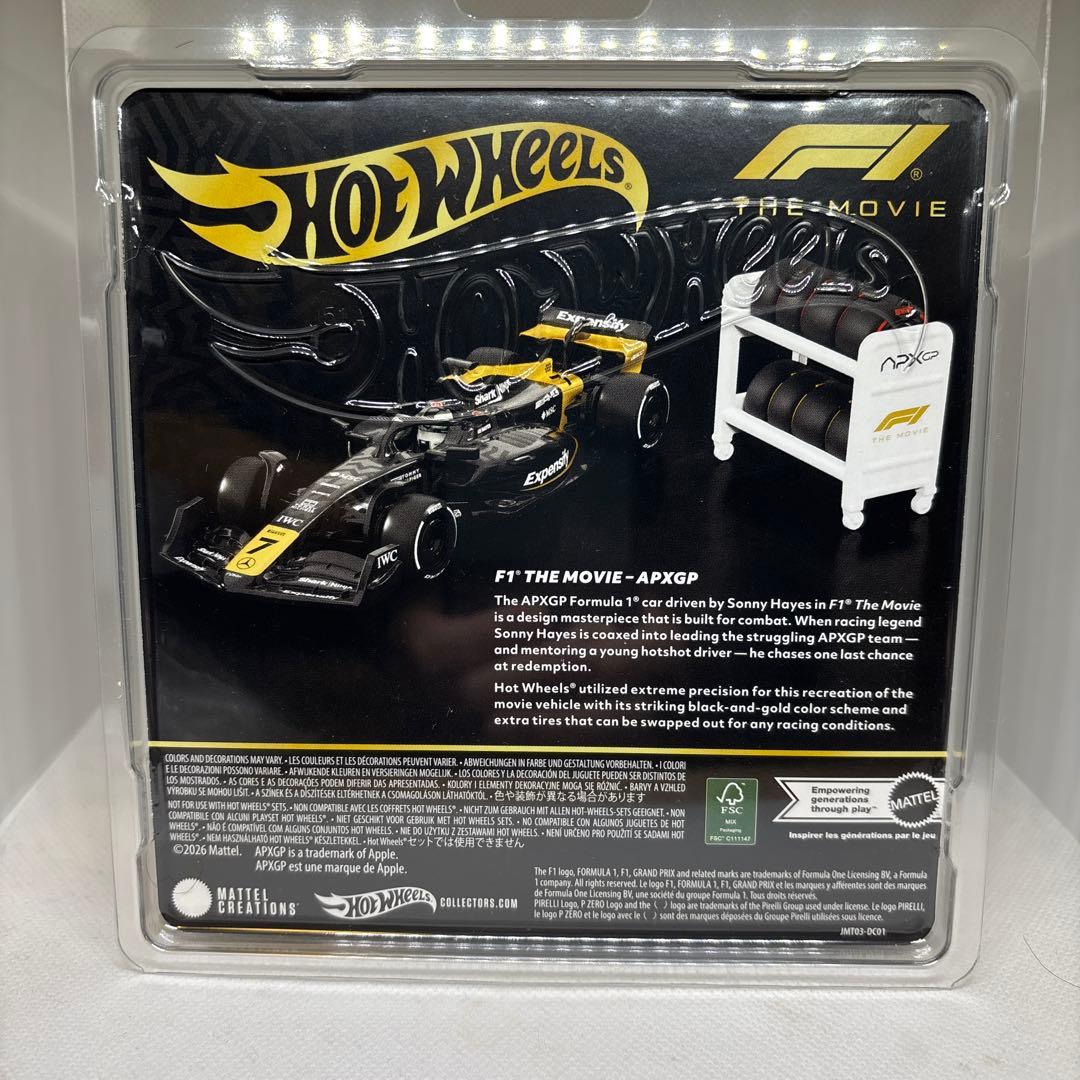 HOT WHEELS®
F1®
THE MOVIE
HOT WHEELS
Expensify
Shark Ninja
MSC
Expensify
TOMMY HILFIGER
IWC
PIRELLI
7
IWC
SharkNinja
Expensify
APXGP
F1
THE MOVIE
F1® THE MOVIE – APXGP
The APXGP Formula 1® car driven by Sonny Hayes in F1® The Movie
is a design masterpiece that is built for combat. When racing legend
Sonny Hayes is coaxed into leading the struggling APXGP team —
and mentoring a young hotshot driver — he chases one last chance
at redemption.
Hot Wheels® utilized extreme precision for this recreation of the
movie vehicle with its striking black-and-gold color scheme and
extra tires that can be swapped out for any racing conditions.
COLORS AND DECORATIONS MAY VARY. • LES COULEURS ET LES DÉCORATIONS PEUVENT VARIER. • ABWEICHUNGEN IN FARBE UND GESTALTUNG VORBEHALTEN. • I COLORI
E LE DECORAZIONI POSSONO VARIARE. • AFWIJKENDE KLEUREN EN VERSIERINGEN MOGELIJK. • LOS COLORES Y LA DECORACIÓN DEL JUGUETE PUEDEN SER DISTINTOS DE
LOS MOSTRADOS. • AS CORES E AS DECORAÇÕES PODEM DIFERIR DAS APRESENTADAS. • KOLORY I ELEMENTY DEKORACYJNE MOGĄ SIĘ RÓŻNIĆ. • BARVY A VZHLED
VÝROBKU SE MOHOU LIŠIT. • A SZÍNEK ÉS A DÍSZÍTÉSEK ELTÉRHETNEK A CSOMAGOLÁSON LÁTHATÓKTÓL. • 色や装飾が異なる場合があります
NOT FOR USE WITH HOT WHEELS® SETS. • NON COMPATIBLE AVEC LES COFFRETS HOT WHEELS®. • NICHT ZUM GEBRAUCH MIT ALLEN HOT-WHEELS-SETS GEEIGNET. • NON
COMPATIBILE CON ALCUNI PLAYSET HOT WHEELS®. • NIET GESCHIKT VOOR GEBRUIK MET HOT WHEELS SETS. • NO COMPATIBLE CON ALGUNOS JUGUETES DE HOT
WHEELS®. • NÃO É COMPATÍVEL COM ALGUNS CONJUNTOS HOT WHEELS. • NIE DO UŻYTKU Z ZESTAWAMI HOT WHEELS. • NENÍ URČENO PRO POUŽITÍ SE SADAMI HOT
WHEELS®. • NEM HASZNÁLHATÓ HOT WHEELS® KÉSZLETEKKEL. • Hot Wheels®セットでは使用できません
©2026 Mattel. APXGP is a trademark of Apple.
APXGP est une marque de Apple.
FSC
MIX
Packaging
FSC® C111147
Empowering
generations
through play™
MATTEL
Inspirer les générations par le jeu
MATTEL
CREATIONS™
HOT WHEELS COLLECTORS.COM
The F1 logo, FORMULA 1, F1, GRAND PRIX and related marks are trademarks of Formula One Licensing BV, a Formula
1 company. All rights reserved. Le logo F1, FORMULA 1, F1, GRAND PRIX et les marques y afférentes sont des marques
de Formula One Licensing BV, une société du groupe Formula 1. Tous droits réservés.
PIRELLI Logo, P ZERO Logo and the ( ) logo are trademarks of the Pirelli Group used under license. Le logo PIRELLI,
le logo P ZERO et le logo avec le ( ) sont des marques déposées du Groupe Pirelli utilisées sous licence.
JMT03-DC01